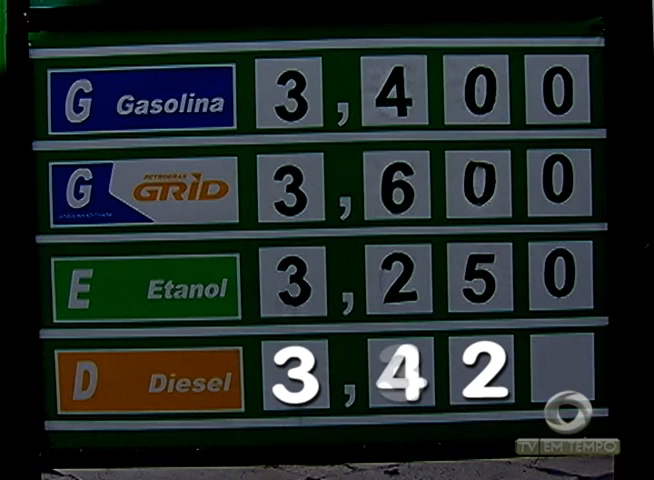 G Gasolina 3,400
G PETROBRAS GRID 3,600
E Etanol 3,250
D Diesel 3,42
TV EM TEMPO